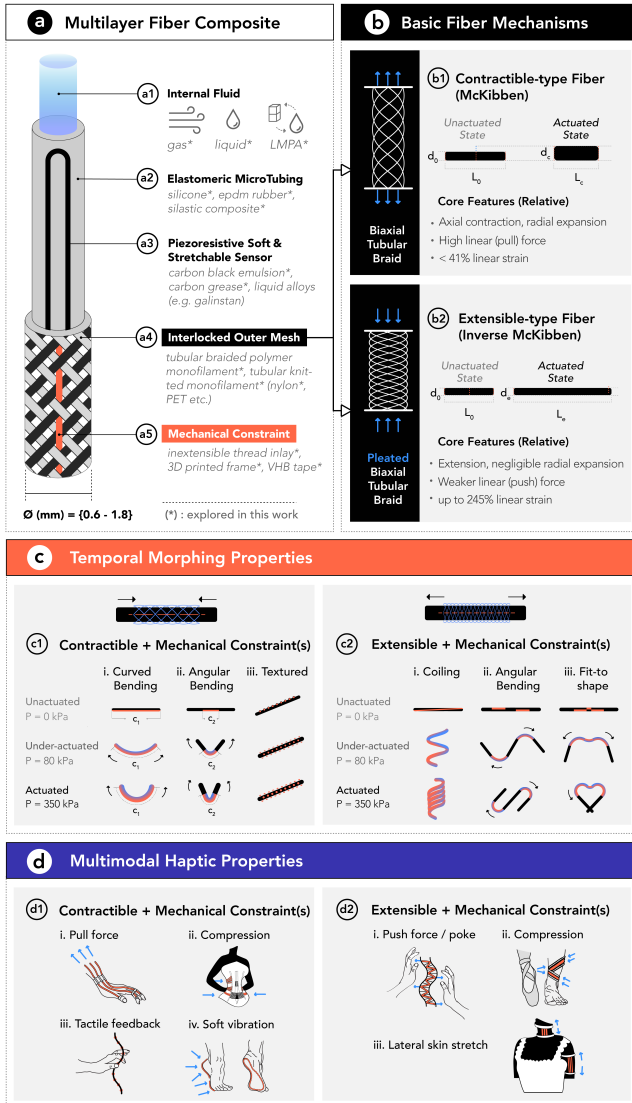 a Multilayer Fiber Composite
a1 Internal Fluid
gas* liquid* LMPA*
a2 Elastomeric MicroTubing
silicone*, epdm rubber*,
silastic composite*
a3 Piezoresistive Soft &
Stretchable Sensor
carbon black emulsion*,
carbon grease*, liquid alloys
(e.g. galinstan)
a4 Interlocked Outer Mesh
tubular braided polymer
monofilament*, tubular knit-
ted monofilament* (nylon*,
PET etc.)
a5 Mechanical Constraint
inextensible thread inlay*,
3D printed frame*, VHB tape*
Ø (mm) = {0.6 - 1.8}
(*) : explored in this work
b Basic Fiber Mechanisms
Biaxial
Tubular
Braid
b1 Contractible-type Fiber
(McKibben)
Unactuated
State
Actuated
State
d0
dc
L0
Lc
Core Features (Relative)
• Axial contraction, radial expansion
• High linear (pull) force
• < 41% linear strain
Pleated
Biaxial
Tubular
Braid
b2 Extensible-type Fiber
(Inverse McKibben)
Unactuated
State
Actuated
State
d0
de
L0
Le
Core Features (Relative)
• Extension, negligible radial expansion
• Weaker linear (push) force
• up to 245% linear strain
c Temporal Morphing Properties
c1 Contractible + Mechanical Constraint(s)
i. Curved
Bending
ii. Angular
Bending
iii. Textured
Unactuated
P = 0 kPa
c1
c2
Under-actuated
P = 80 kPa
c1
c2
Actuated
P = 350 kPa
c1
c2
c2 Extensible + Mechanical Constraint(s)
i. Coiling
ii. Angular
Bending
iii. Fit-to
shape
Unactuated
P = 0 kPa
Under-actuated
P = 80 kPa
Actuated
P = 350 kPa
d Multimodal Haptic Properties
d1 Contractible + Mechanical Constraint(s)
i. Pull force
ii. Compression
iii. Tactile feedback
iv. Soft vibration
d2 Extensible + Mechanical Constraint(s)
i. Push force / poke
ii. Compression
iii. Lateral skin stretch